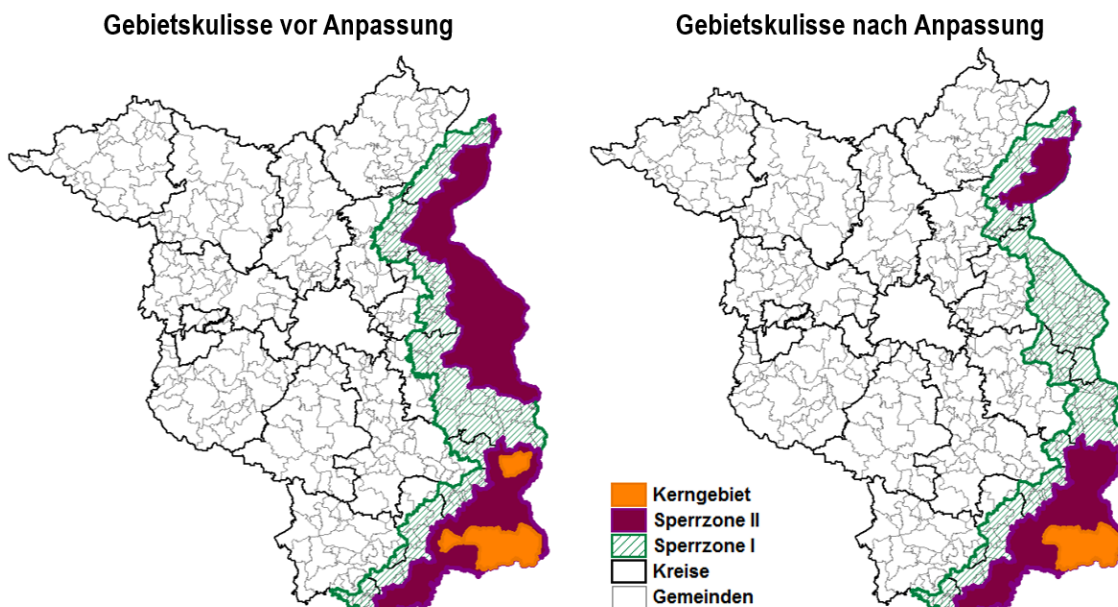 Gebietskulisse vor Anpassung
Gebietskulisse nach Anpassung
Kerngebiet
Sperrzone II
Sperrzone I
Kreise
Gemeinden